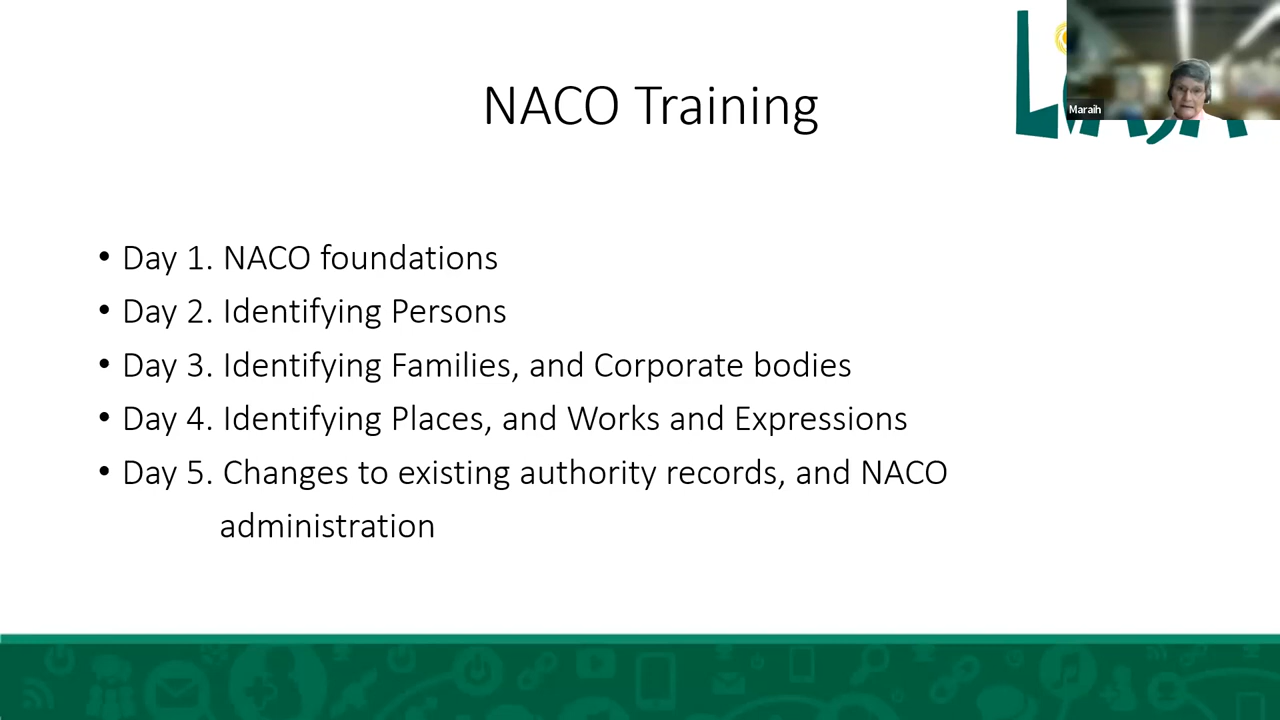 NACO Training
Maraih
• Day 1. NACO foundations
• Day 2. Identifying Persons
• Day 3. Identifying Families, and Corporate bodies
• Day 4. Identifying Places, and Works and Expressions
• Day 5. Changes to existing authority records, and NACO
administration